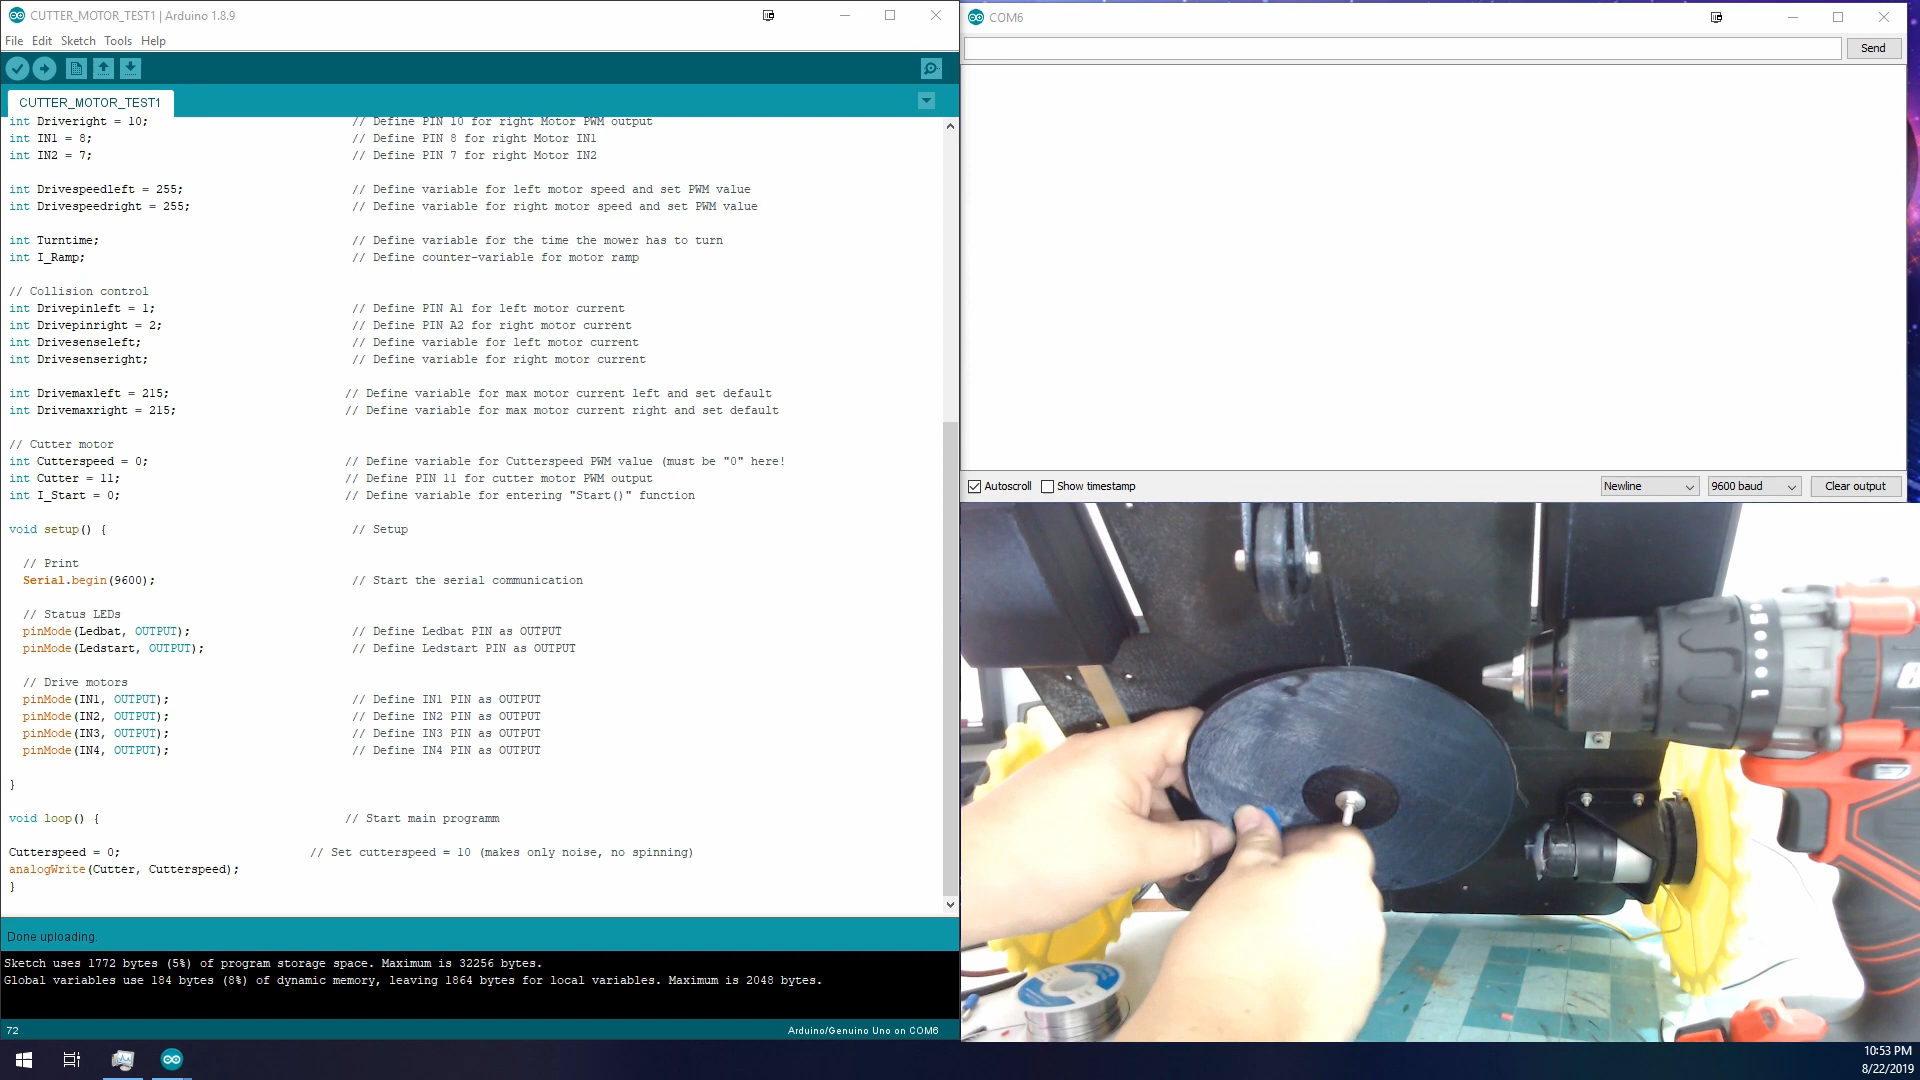 CUTTER_MOTOR_TEST1 | Arduino 1.8.9
File Edit Sketch Tools Help
CUTTER_MOTOR_TEST1
int Driveright = 10; // Define PIN 10 for right Motor PWM output
int IN1 = 8; // Define PIN 8 for right Motor IN1
int IN2 = 7; // Define PIN 7 for right Motor IN2
int Drivespeedleft = 255; // Define variable for left motor speed and set PWM value
int Drivespeedright = 255; // Define variable for right motor speed and set PWM value
int Turntime; // Define variable for the time the mower has to turn
int I_Ramp; // Define counter-variable for motor ramp
// Collision control
int Drivepinleft = 1; // Define PIN A1 for left motor current
int Drivepinright = 2; // Define PIN A2 for right motor current
int Drivesenseleft; // Define variable for left motor current
int Drivesenseright; // Define variable for right motor current
int Drivemaxleft = 215; // Define variable for max motor current left and set default
int Drivemaxright = 215; // Define variable for max motor current right and set default
// Cutter motor
int Cutterspeed = 0; // Define variable for Cutterspeed PWM value (must be "0" here!
int Cutter = 11; // Define PIN 11 for cutter motor PWM output
int I_Start = 0; // Define variable for entering "Start()" function
void setup() { // Setup
// Print
Serial.begin(9600); // Start the serial communication
// Status LEDs
pinMode(Ledbat, OUTPUT); // Define Ledbat PIN as OUTPUT
pinMode(Ledstart, OUTPUT); // Define Ledstart PIN as OUTPUT
// Drive motors
pinMode(IN1, OUTPUT); // Define IN1 PIN as OUTPUT
pinMode(IN2, OUTPUT); // Define IN2 PIN as OUTPUT
pinMode(IN3, OUTPUT); // Define IN3 PIN as OUTPUT
pinMode(IN4, OUTPUT); // Define IN4 PIN as OUTPUT
}
void loop() { // Start main programm
Cutterspeed = 0; // Set cutterspeed = 10 (makes only noise, no spinning)
analogWrite(Cutter, Cutterspeed);
}
Done uploading.
Sketch uses 1772 bytes (5%) of program storage space. Maximum is 32256 bytes.
Global variables use 184 bytes (8%) of dynamic memory, leaving 1864 bytes for local variables. Maximum is 2048 bytes.
72 Arduino/Genuino Uno on COM6
COM6
Send
Autoscroll Show timestamp Newline 9600 baud Clear output
10:53 PM
8/22/2019